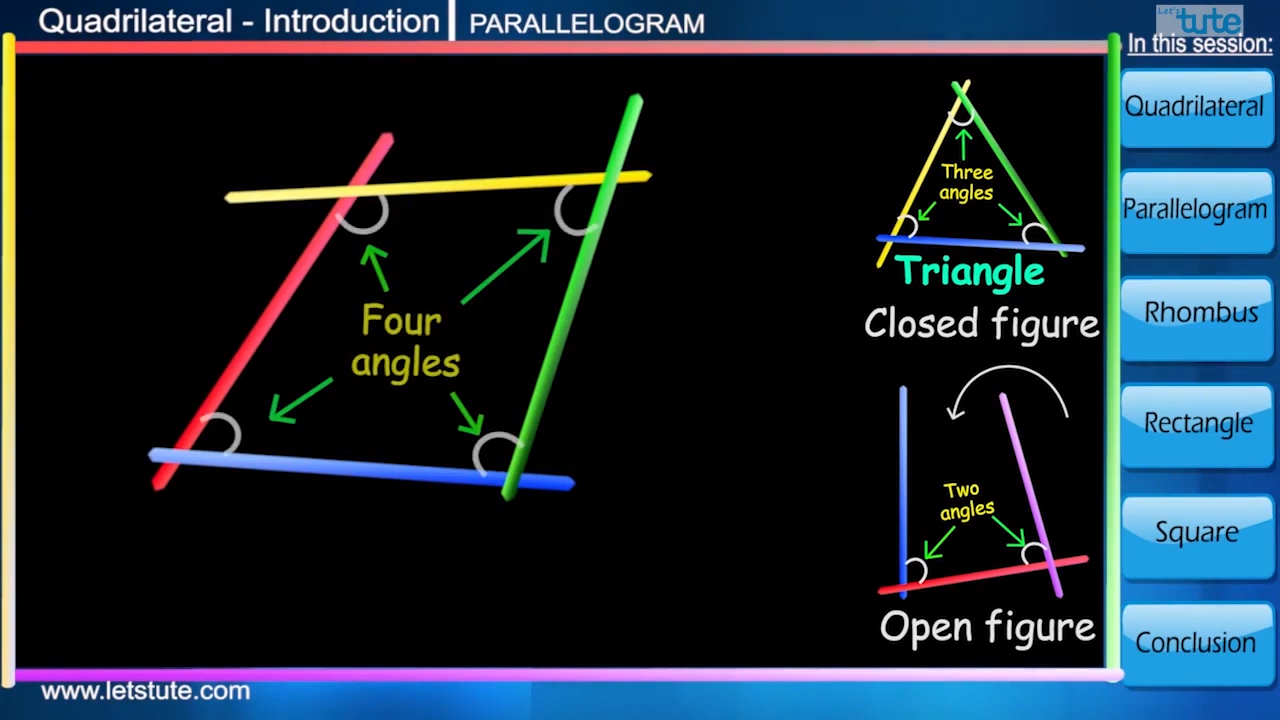 Quadrilateral - Introduction
PARALLELOGRAM
Let's
tute
In this session:
Quadrilateral
Parallelogram
Rhombus
Rectangle
Square
Conclusion
Four
angles
Three
angles
Triangle
Closed figure
Two
angles
Open figure
www.letstute.com